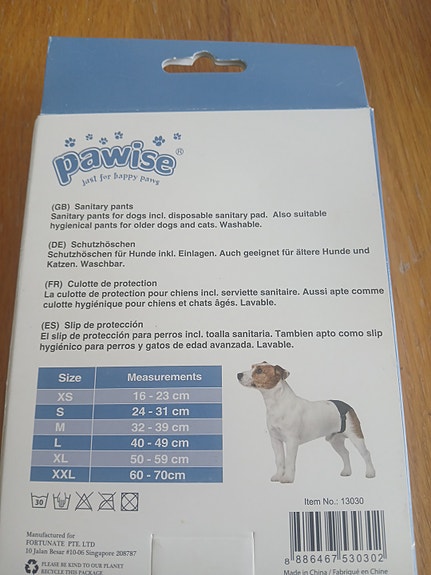 pawise®
just for happy paws
(GB) Sanitary pants
Sanitary pants for dogs incl. disposable sanitary pad. Also suitable
hygienical pants for older dogs and cats. Washable.
(DE) Schutzhöschen
Schutzhöschen für Hunde inkl. Einlagen. Auch geeignet für ältere Hunde und
Katzen. Waschbar.
(FR) Culotte de protection
La culotte de protection pour chiens incl. serviette sanitaire. Aussi apte comme
culotte hygiénique pour chiens et chats âgés. Lavable.
(ES) Slip de protección
El slip de protección para perros incl. toalla sanitaria. Tambien apto como slip
hygiénico para perros y gatos de edad avanzada. Lavable.
Size Measurements
XS 16 - 23 cm
S 24 - 31 cm
M 32 - 39 cm
L 40 - 49 cm
XL 50 - 59 cm
XXL 60 - 70cm
30
Item No.: 13030
Manufactured for
FORTUNATE PTE. LTD
10 Jalan Besar #10-06 Singapore 208787
PLEASE BE KIND TO OUR PLANET
RECYCLE THIS PACKAGE
8 886467 530302
Made in China / Fabriqué en Chine